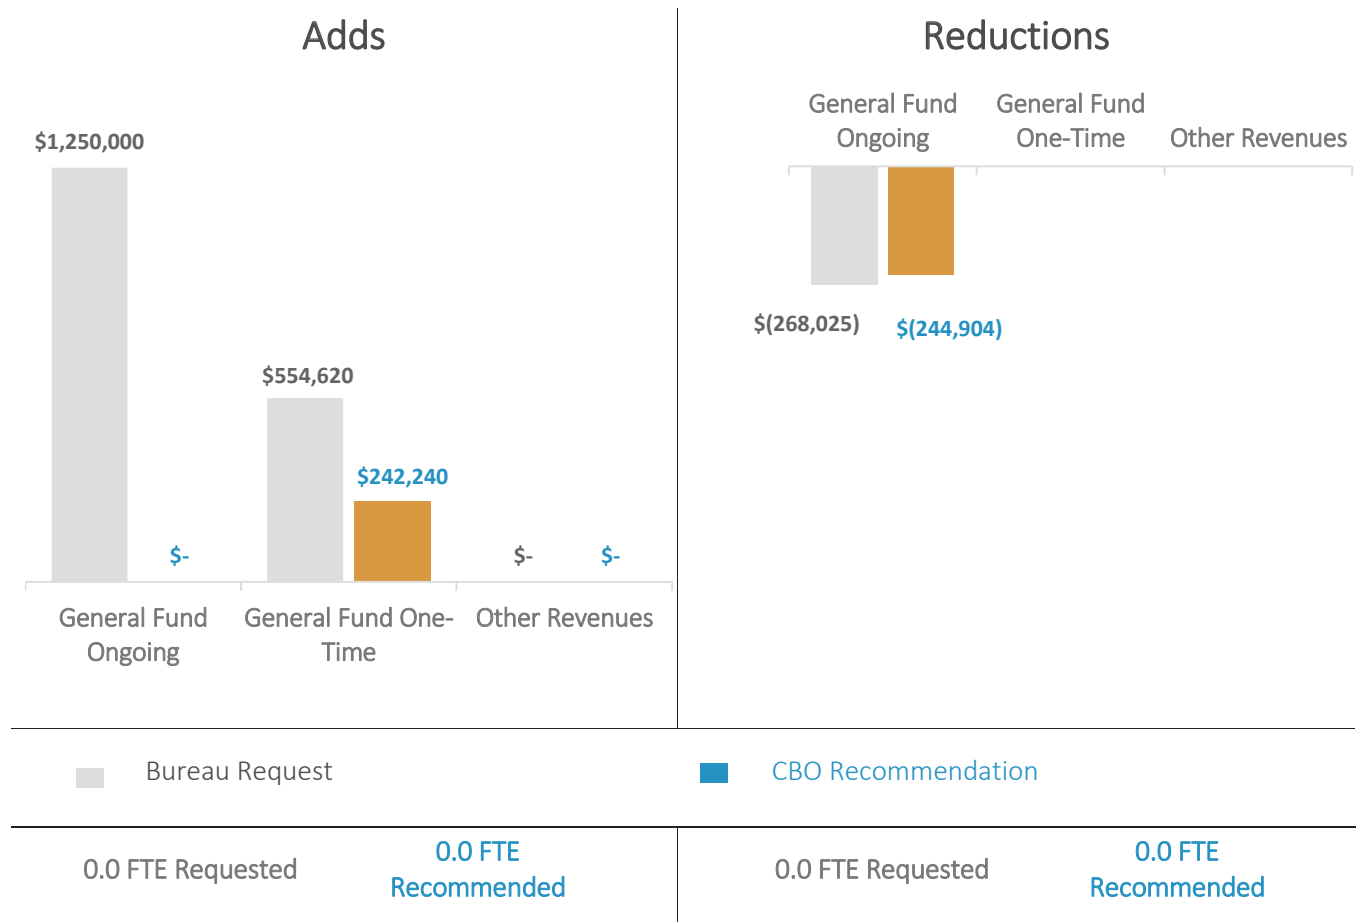 Adds
$1,250,000
$554,620
$242,240
$-
$-
$-
General Fund
Ongoing
General Fund One-
Time
Other Revenues
Reductions
General Fund
Ongoing
General Fund
One-Time
Other Revenues
$(268,025)
$(244,904)
Bureau Request
CBO Recommendation
0.0 FTE Requested
0.0 FTE
Recommended
0.0 FTE Requested
0.0 FTE
Recommended